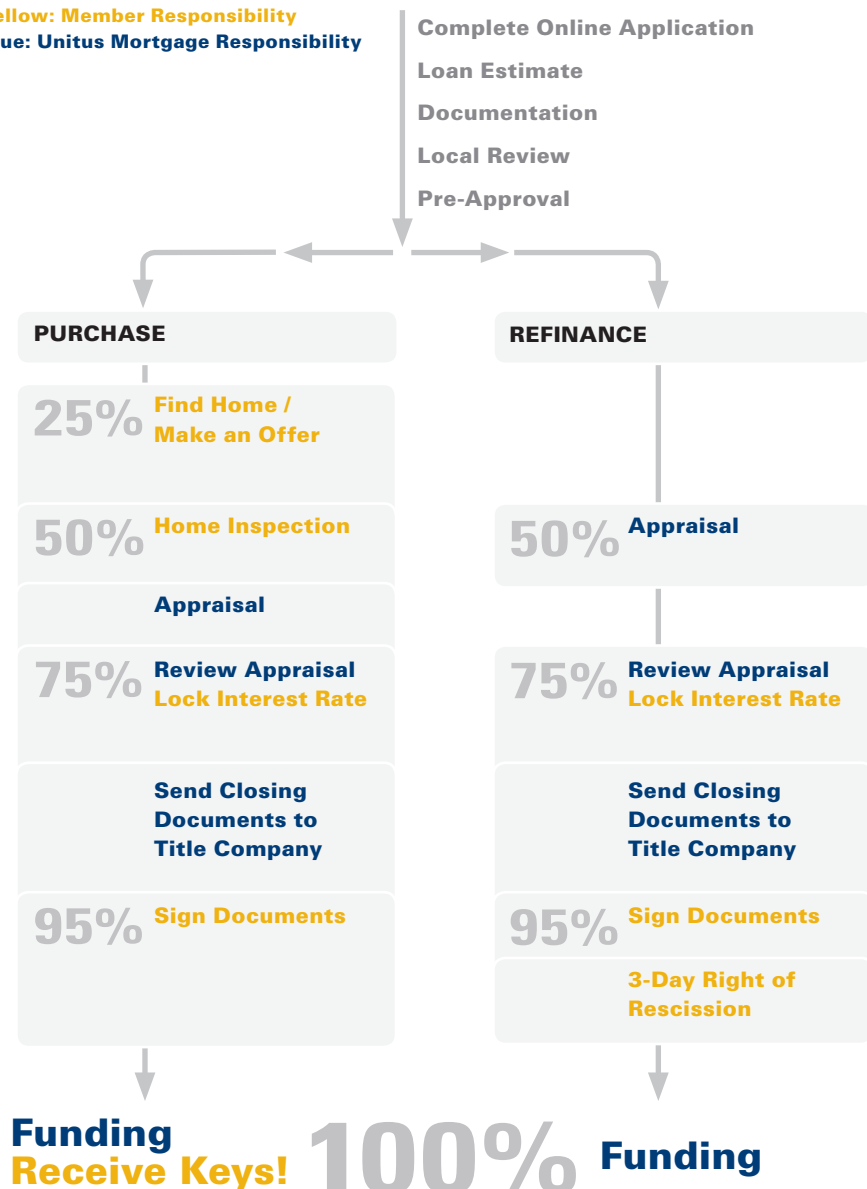 ellow: Member Responsibility
ue: Unitus Mortgage Responsibility
Complete Online Application
Loan Estimate
Documentation
Local Review
Pre-Approval
PURCHASE
25% Find Home /
Make an Offer
50% Home Inspection
Appraisal
75% Review Appraisal
Lock Interest Rate
Send Closing
Documents to
Title Company
95% Sign Documents
REFINANCE
50% Appraisal
75% Review Appraisal
Lock Interest Rate
Send Closing
Documents to
Title Company
95% Sign Documents
3-Day Right of
Rescission
Funding
Receive Keys!
100%
Funding